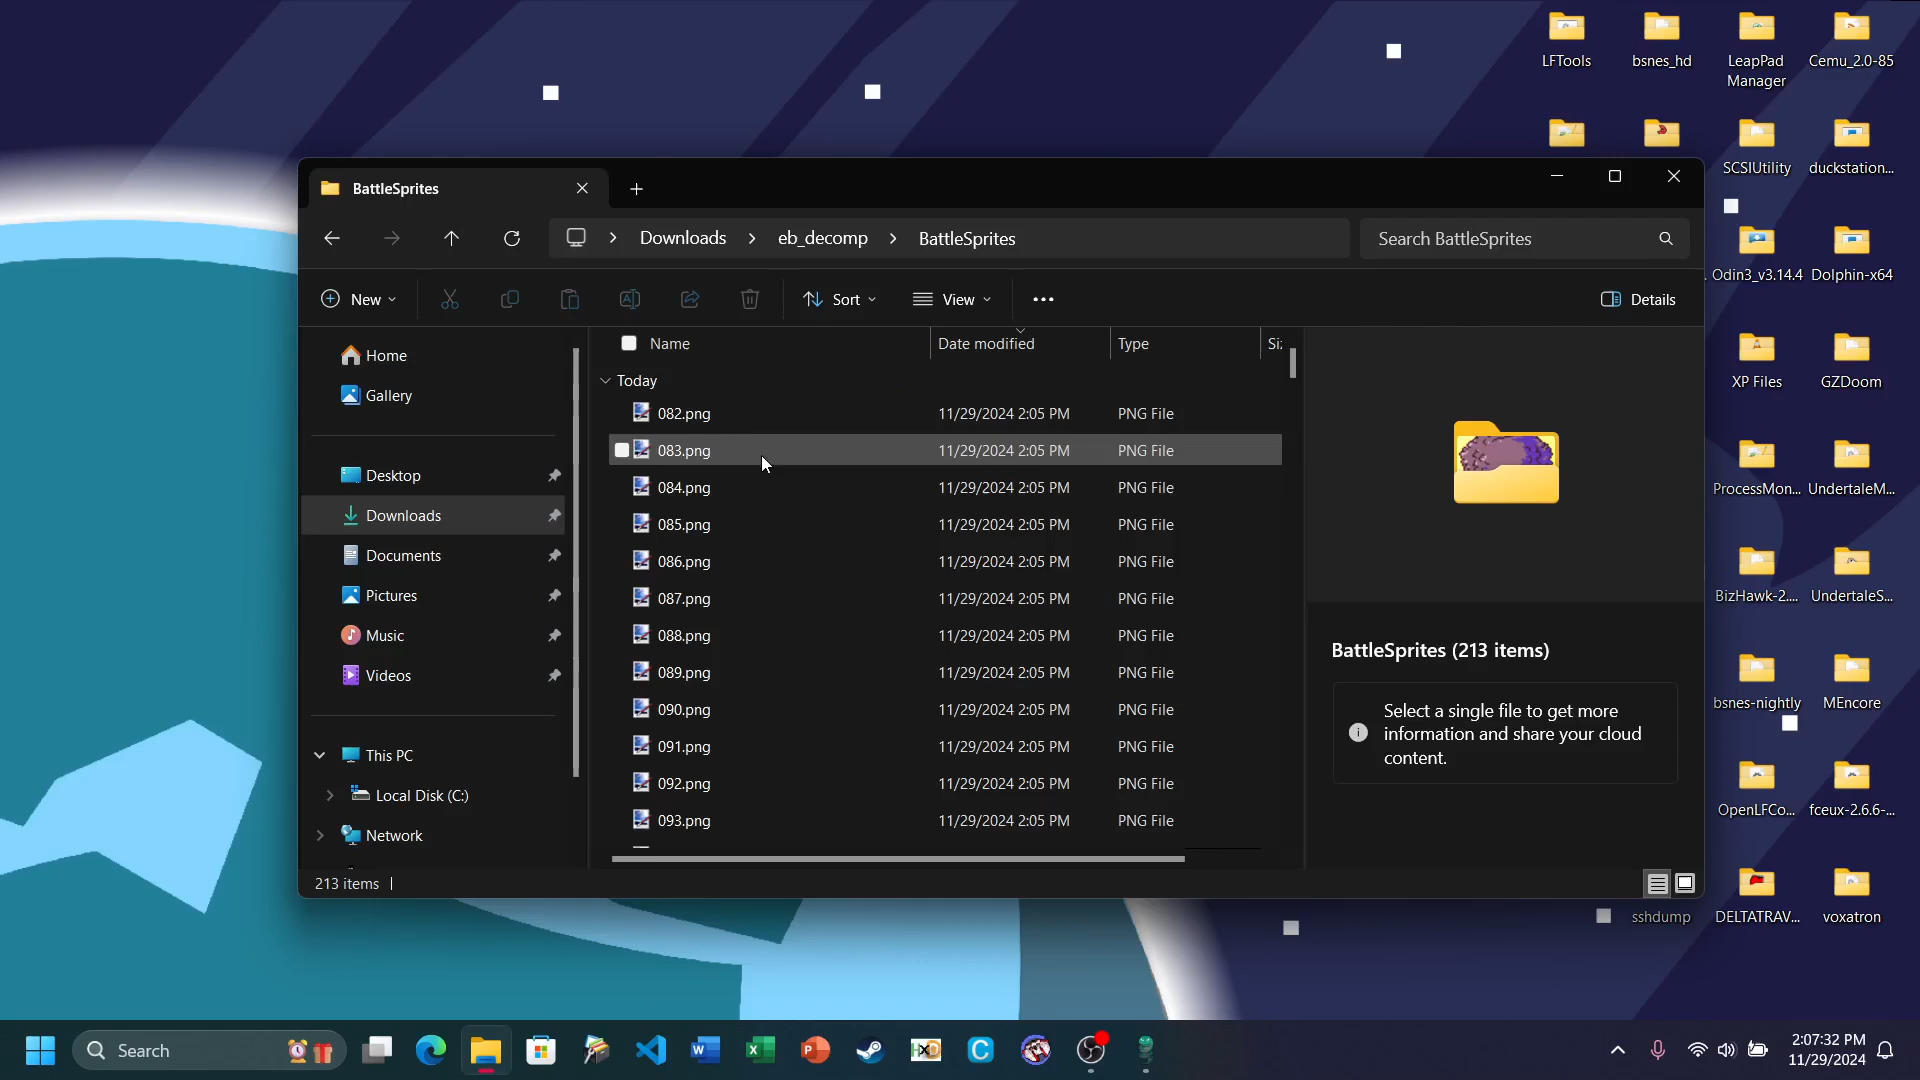 LFTools
bsnes_hd
LeapPad
Manager
Cemu_2.0-85
SCSIUtility
duckstation...
Odin3_v3.14.4
Dolphin-x64
XP Files
GZDoom
ProcessMon...
UndertaleM...
BizHawk-2....
UndertaleS...
bsnes-nightly
MEncore
OpenLFCo...
fceux-2.6.6-...
sshdump
DELTATRAV...
voxatron
BattleSprites
Downloads
eb_decomp
BattleSprites
Search BattleSprites
New
Sort
View
Details
Home
Gallery
Desktop
Downloads
Documents
Pictures
Music
Videos
This PC
Local Disk (C:)
Network
Name Date modified Type
Today
082.png 11/29/2024 2:05 PM PNG File
083.png 11/29/2024 2:05 PM PNG File
084.png 11/29/2024 2:05 PM PNG File
085.png 11/29/2024 2:05 PM PNG File
086.png 11/29/2024 2:05 PM PNG File
087.png 11/29/2024 2:05 PM PNG File
088.png 11/29/2024 2:05 PM PNG File
089.png 11/29/2024 2:05 PM PNG File
090.png 11/29/2024 2:05 PM PNG File
091.png 11/29/2024 2:05 PM PNG File
092.png 11/29/2024 2:05 PM PNG File
093.png 11/29/2024 2:05 PM PNG File
BattleSprites (213 items)
Select a single file to get more
information and share your cloud
content.
213 items
Search
2:07:32 PM
11/29/2024